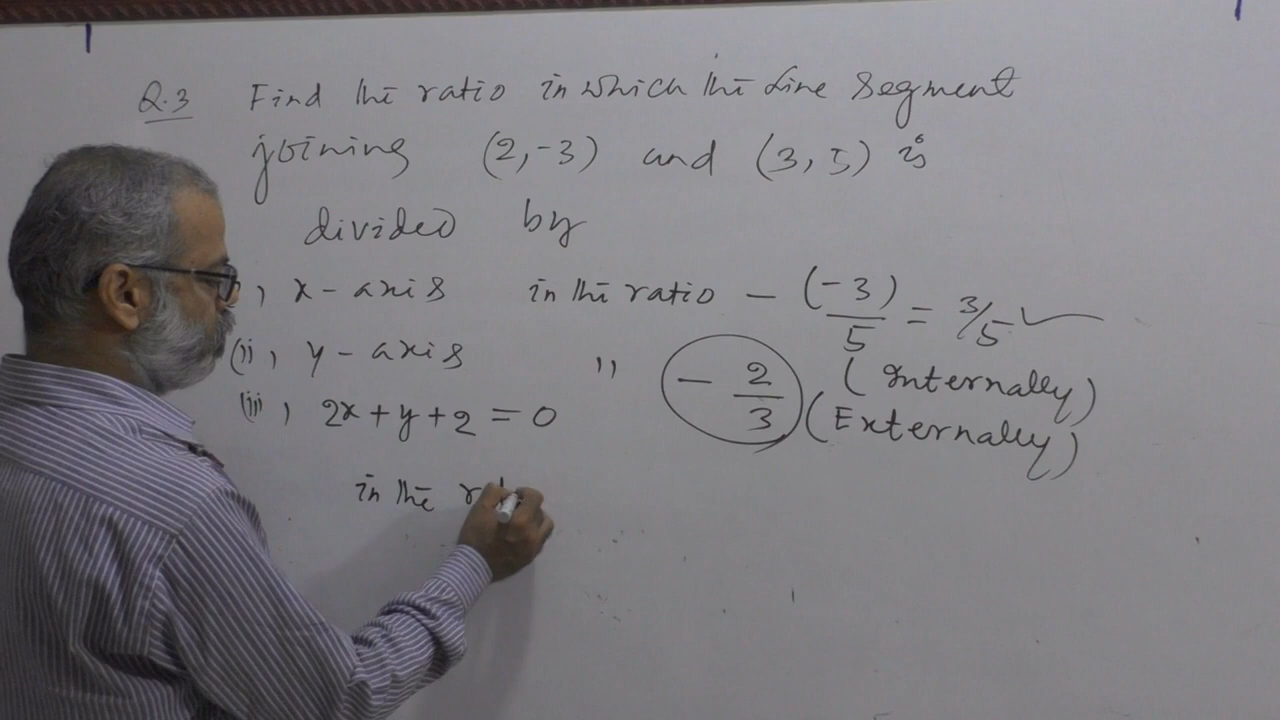 Q.3 Find the ratio in which the line segment
joining (2,-3) and (3,5) is
divided by
), x-axis in the ratio - (-3)/5 = 3/5 ✓
(Internally)
(ii), y-axis ,, - 2/3 (Externally)
(iii), 2x+y+2=0
in the